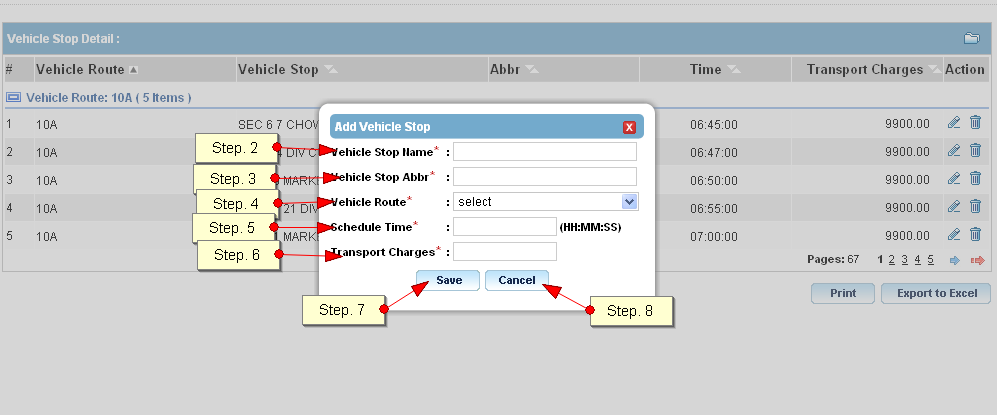 Vehicle Stop Detail :
# Vehicle Route Vehicle Stop Abbr Time Transport Charges Action
Vehicle Route: 10A ( 5 Items )
1 10A SEC 6 7 CHOW 06:45:00 9900.00
2 10A 4 DIV C 06:47:00 9900.00
3 10A MARK 06:50:00 9900.00
4 10A 21 DIV 06:55:00 9900.00
5 10A MARK 07:00:00 9900.00
Pages: 67 1 2 3 4 5
Print Export to Excel
Add Vehicle Stop X
Step. 2 Vehicle Stop Name* :
Step. 3 Vehicle Stop Abbr* :
Step. 4 Vehicle Route* : select
Step. 5 Schedule Time* : (HH:MM:SS)
Step. 6 Transport Charges* :
Save Cancel
Step. 7 Step. 8